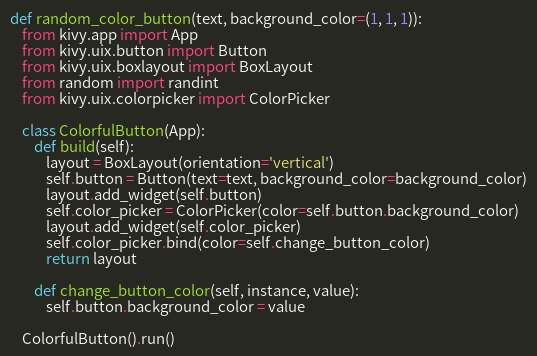 def random_color_button(text, background_color=(1, 1, 1)):
    from kivy.app import App
    from kivy.uix.button import Button
    from kivy.uix.boxlayout import BoxLayout
    from random import randint
    from kivy.uix.colorpicker import ColorPicker

    class ColorfulButton(App):
        def build(self):
            layout = BoxLayout(orientation='vertical')
            self.button = Button(text=text, background_color=background_color)
            layout.add_widget(self.button)
            self.color_picker = ColorPicker(color=self.button.background_color)
            layout.add_widget(self.color_picker)
            self.color_picker.bind(color=self.change_button_color)
            return layout

        def change_button_color(self, instance, value):
            self.button.background_color = value

    ColorfulButton().run()